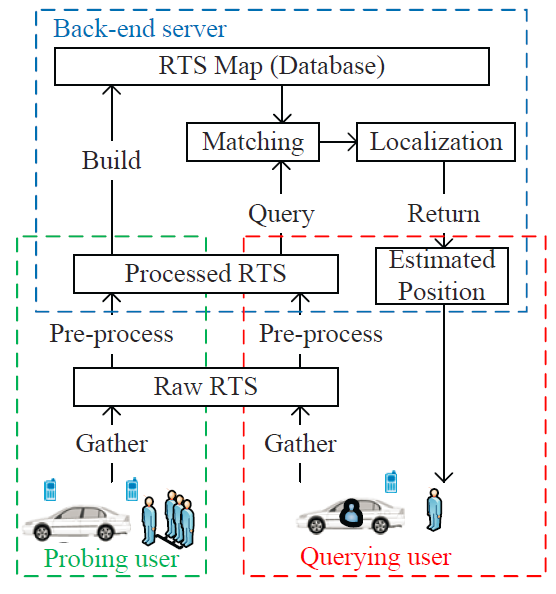 Back-end server
RTS Map (Database)
Matching
Localization
Build
Query
Return
Processed RTS
Estimated
Position
Pre-process
Pre-process
Raw RTS
Gather
Gather
Probing user
Querying user